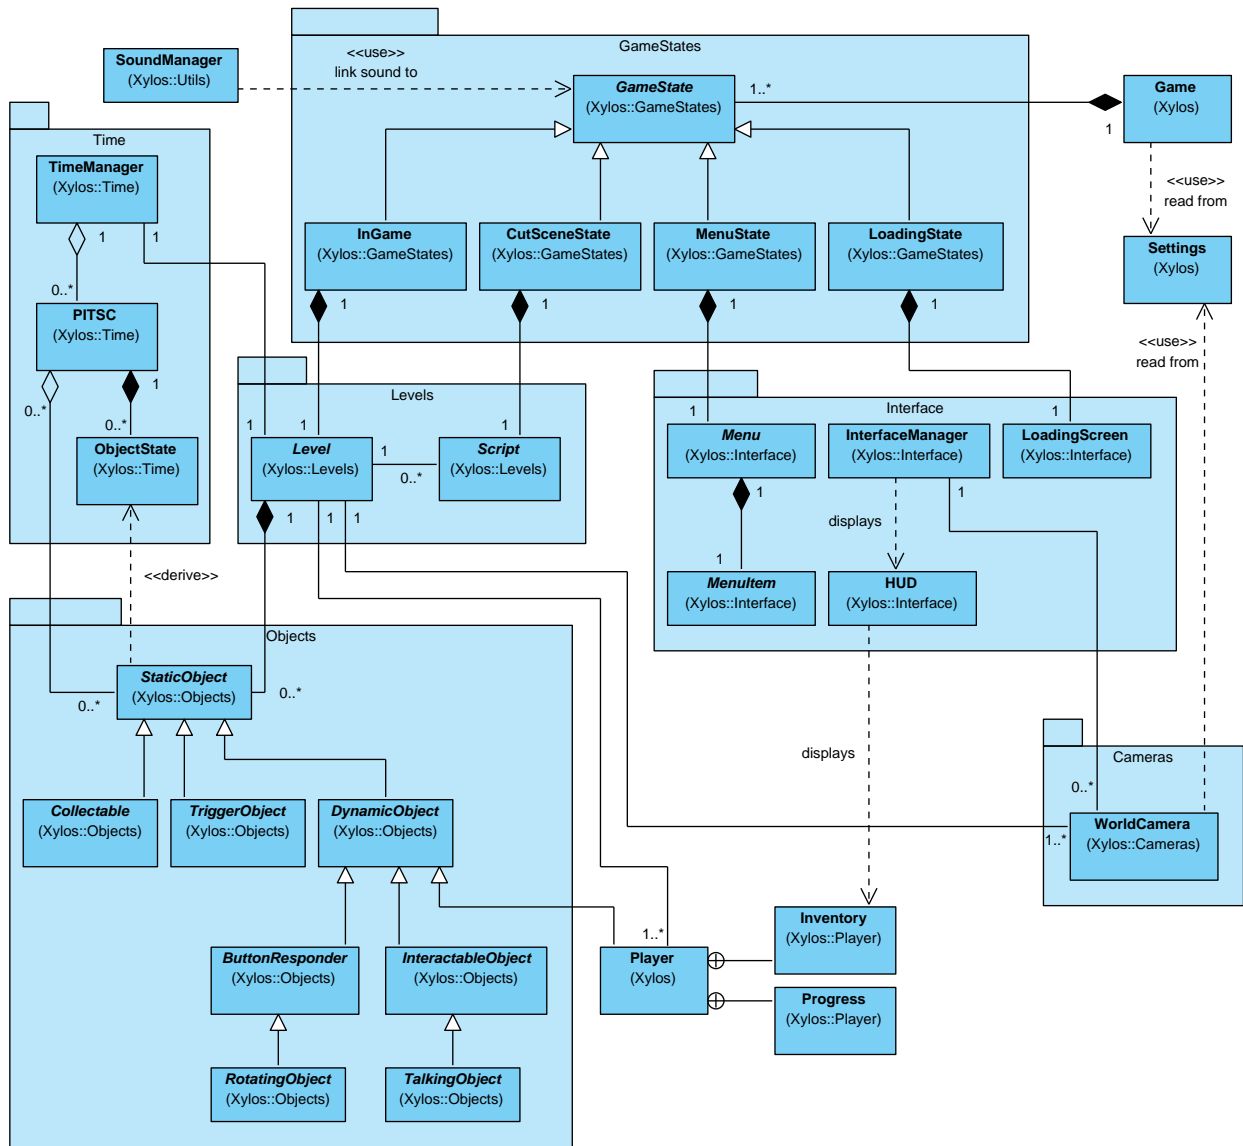 GameStates
SoundManager
(Xylos::Utils)
<<use>>
link sound to
GameState
(Xylos::GameStates)
1..*
1
Game
(Xylos)
<<use>>
read from
Settings
(Xylos)
<<use>>
read from
Time
TimeManager
(Xylos::Time)
1
1
0..*
PITSC
(Xylos::Time)
0..*
1
0..*
ObjectState
(Xylos::Time)
InGame
(Xylos::GameStates)
1
CutSceneState
(Xylos::GameStates)
1
MenuState
(Xylos::GameStates)
1
LoadingState
(Xylos::GameStates)
1
Levels
1
1
1
Level
(Xylos::Levels)
1
0..*
Script
(Xylos::Levels)
1
1
1
Interface
1
1
Menu
(Xylos::Interface)
1
InterfaceManager
(Xylos::Interface)
1
LoadingScreen
(Xylos::Interface)
displays
1
MenuItem
(Xylos::Interface)
HUD
(Xylos::Interface)
<<derive>>
Objects
StaticObject
(Xylos::Objects)
0..*
0..*
displays
Cameras
0..*
WorldCamera
(Xylos::Cameras)
1..*
Collectable
(Xylos::Objects)
TriggerObject
(Xylos::Objects)
DynamicObject
(Xylos::Objects)
ButtonResponder
(Xylos::Objects)
InteractableObject
(Xylos::Objects)
1..*
Player
(Xylos)
Inventory
(Xylos::Player)
Progress
(Xylos::Player)
RotatingObject
(Xylos::Objects)
TalkingObject
(Xylos::Objects)